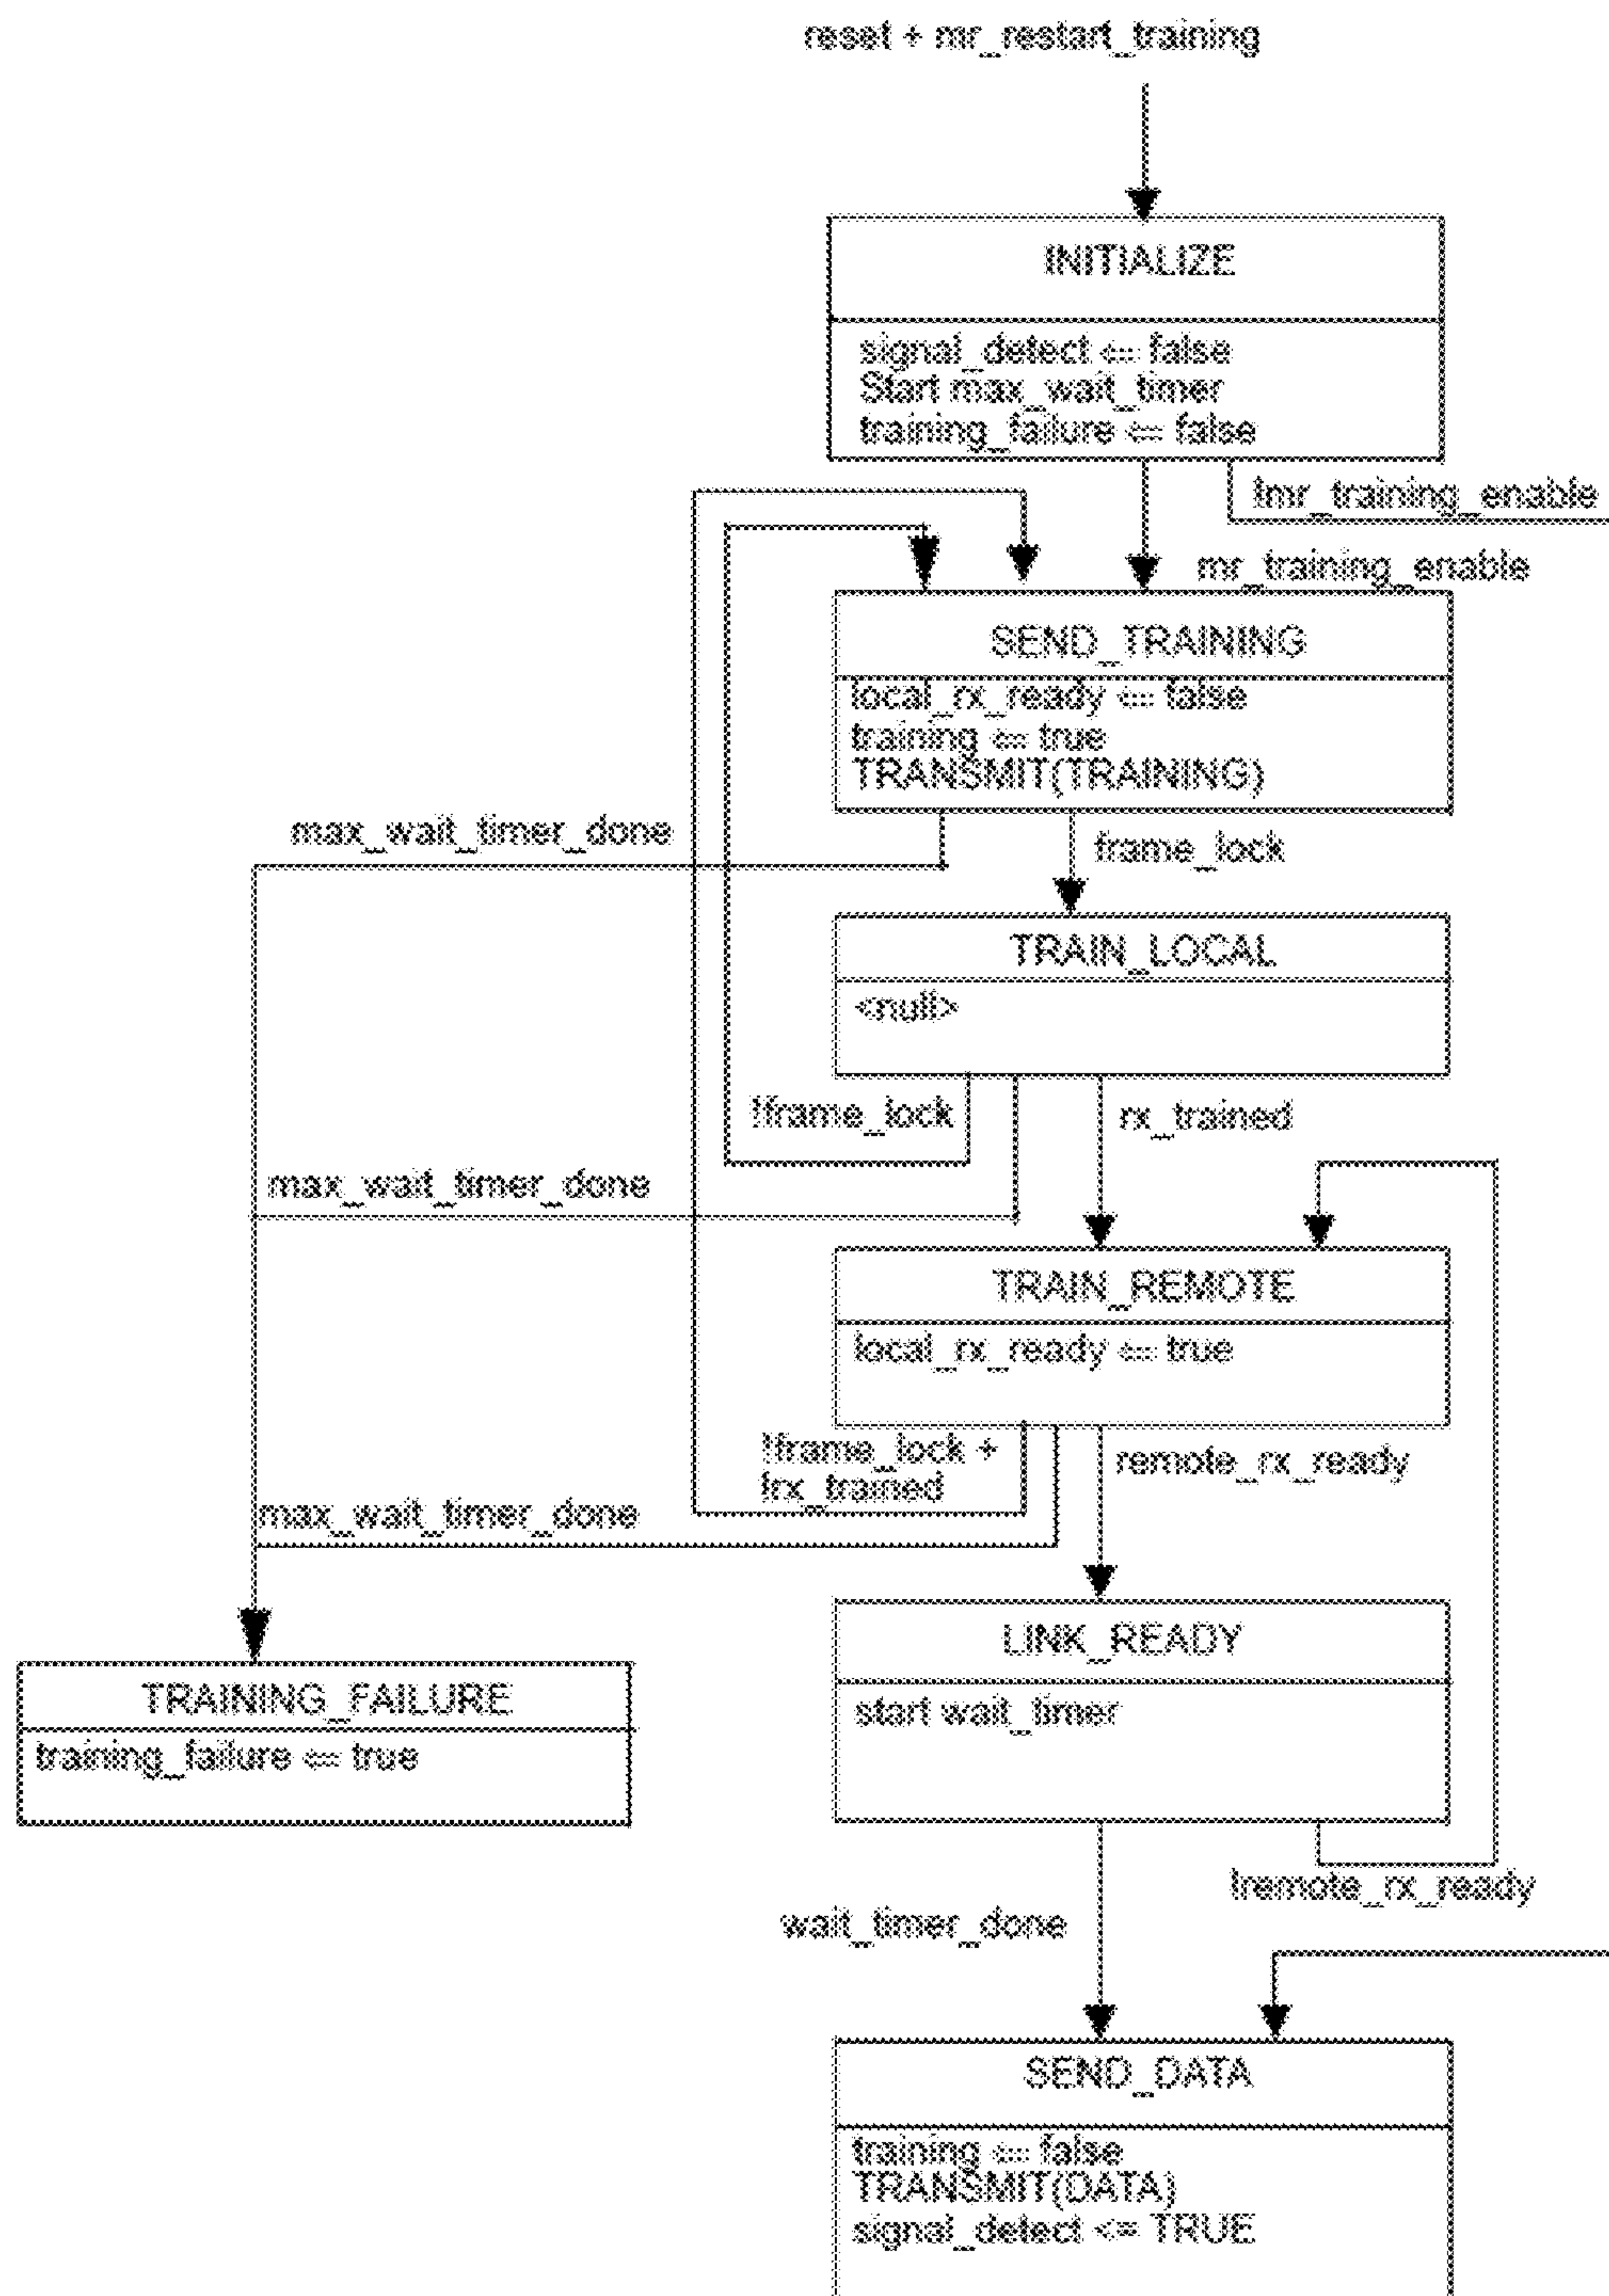 reset + mr_restart_training
INITIALIZE
signal_detect ⇐ false
Start max_wait_timer
training_failure ⇐ false
!mr_training_enable
mr_training_enable
SEND_TRAINING
local_rx_ready ⇐ false
training ⇐ true
TRANSMIT(TRAINING)
max_wait_timer_done
frame_lock
TRAIN_LOCAL
<null>
!frame_lock
rx_trained
max_wait_timer_done
TRAIN_REMOTE
local_rx_ready ⇐ true
!frame_lock +
!rx_trained
remote_rx_ready
max_wait_timer_done
LINK_READY
start wait_timer
TRAINING_FAILURE
training_failure ⇐ true
!remote_rx_ready
wait_timer_done
SEND_DATA
training ⇐ false
TRANSMIT(DATA)
signal_detect <= TRUE